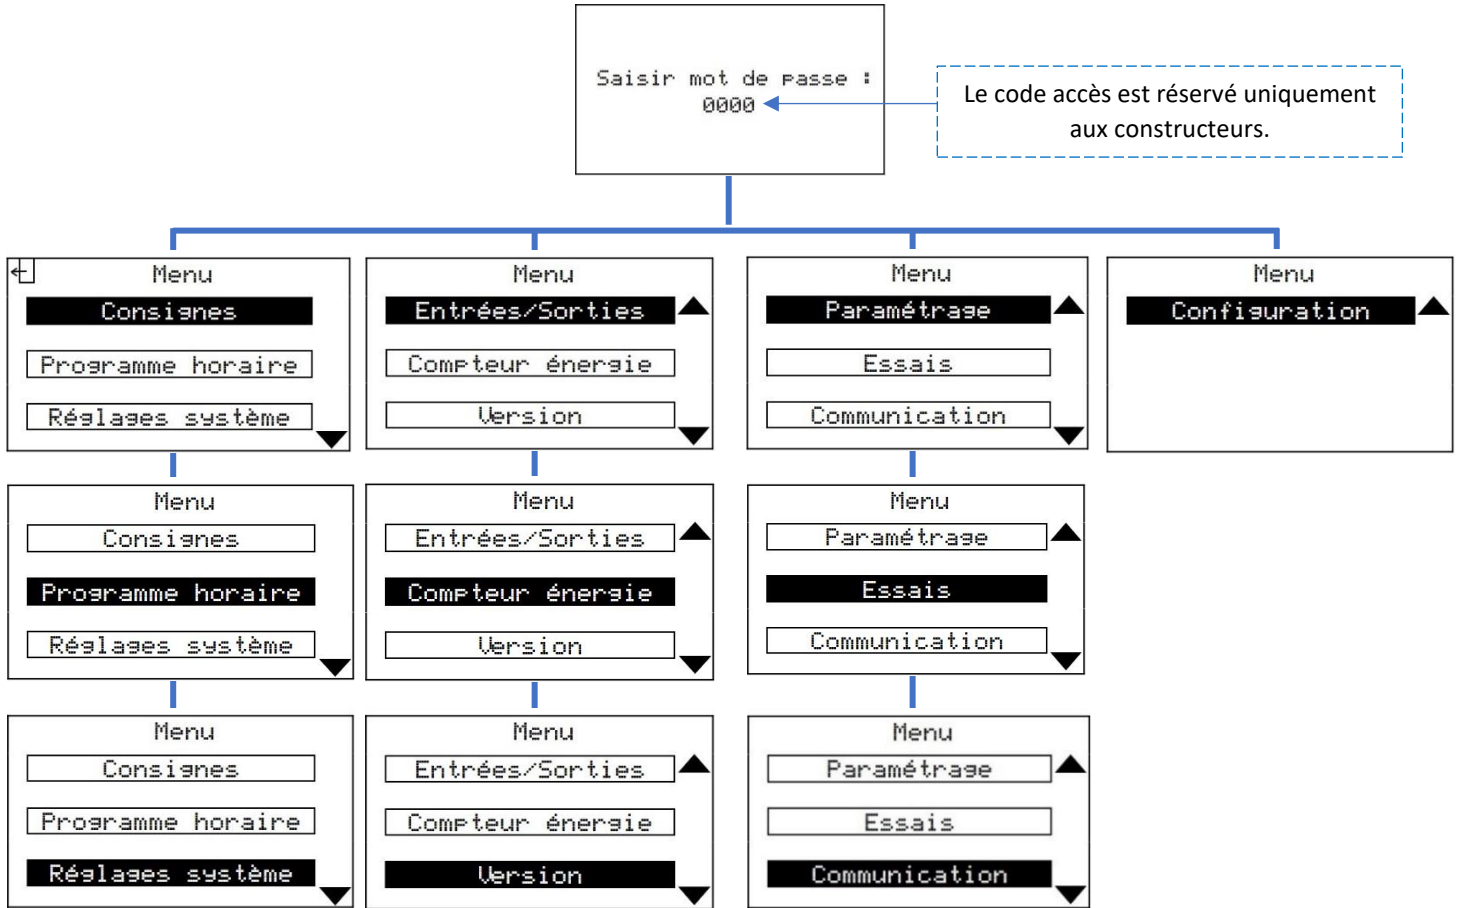 Saisir mot de passe :
0000
Le code accès est réservé uniquement
aux constructeurs.
Menu
Consignes
Programme horaire
Réglages système
Menu
Entrées/Sorties
Compteur énergie
Version
Menu
Paramétrage
Essais
Communication
Menu
Configuration
Menu
Consignes
Programme horaire
Réglages système
Menu
Entrées/Sorties
Compteur énergie
Version
Menu
Paramétrage
Essais
Communication
Menu
Consignes
Programme horaire
Réglages système
Menu
Entrées/Sorties
Compteur énergie
Version
Menu
Paramétrage
Essais
Communication